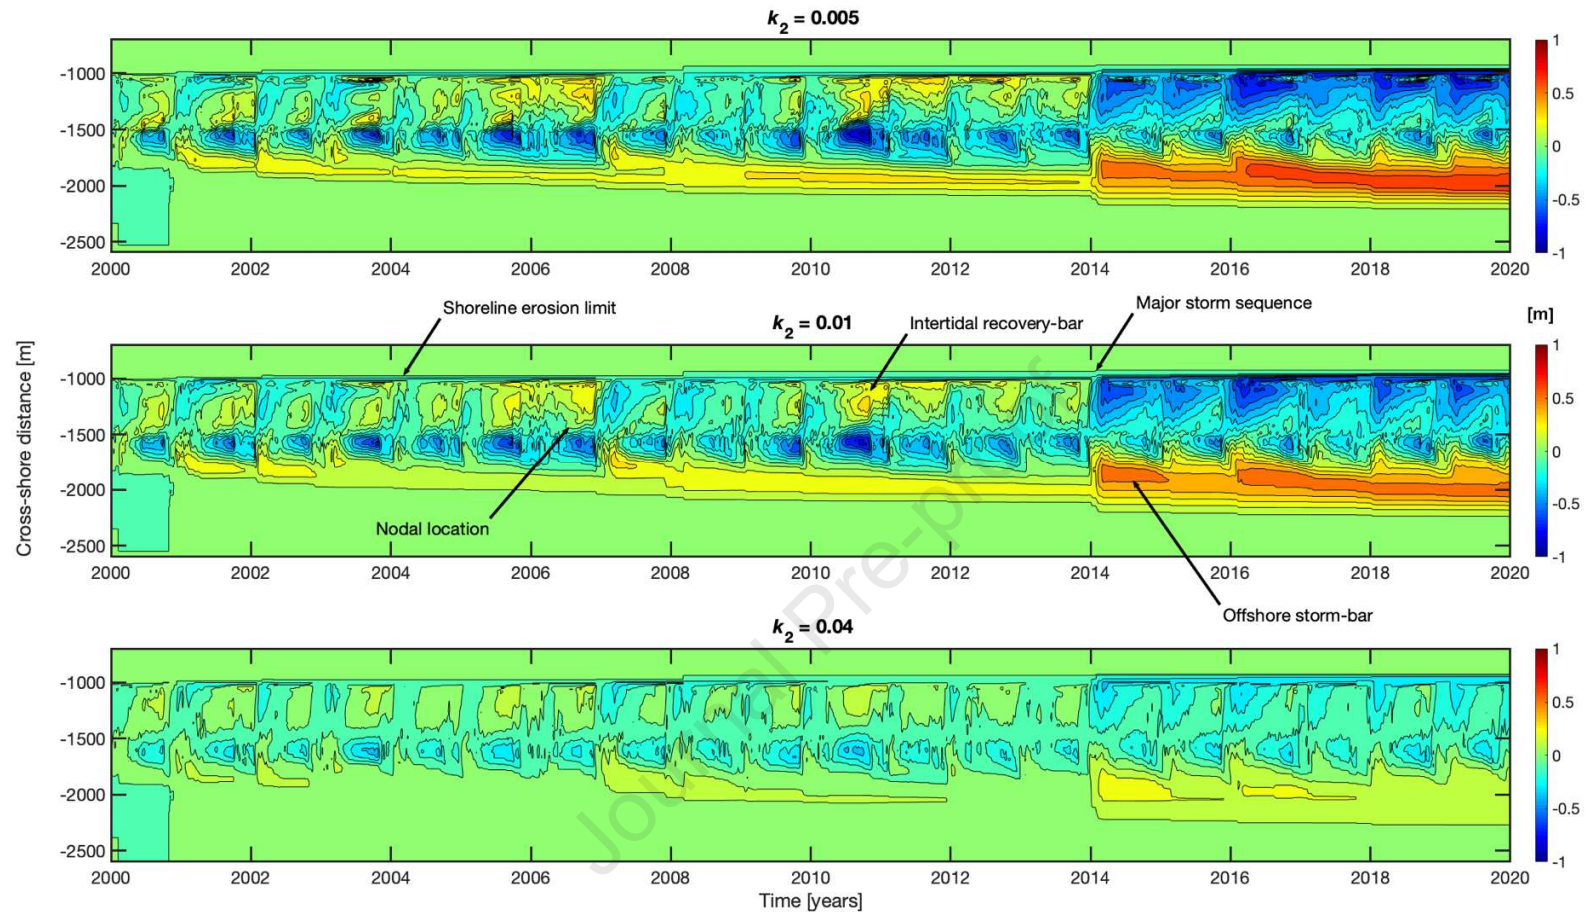 k2 = 0.005
-1000
-1500
-2000
-2500
2000 2002 2004 2006 2008 2010 2012 2014 2016 2018 2020
1
0.5
0
-0.5
-1
Shoreline erosion limit
Major storm sequence
k2 = 0.01
Intertidal recovery-bar
[m]
Cross-shore distance [m]
-1000
-1500
-2000
-2500
Nodal location
2000 2002 2004 2006 2008 2010 2012 2014 2016 2018 2020
1
0.5
0
-0.5
-1
Offshore storm-bar
k2 = 0.04
-1000
-1500
-2000
-2500
2000 2002 2004 2006 2008 2010 2012 2014 2016 2018 2020
1
0.5
0
-0.5
-1
Time [years]
Journal Pre-proof